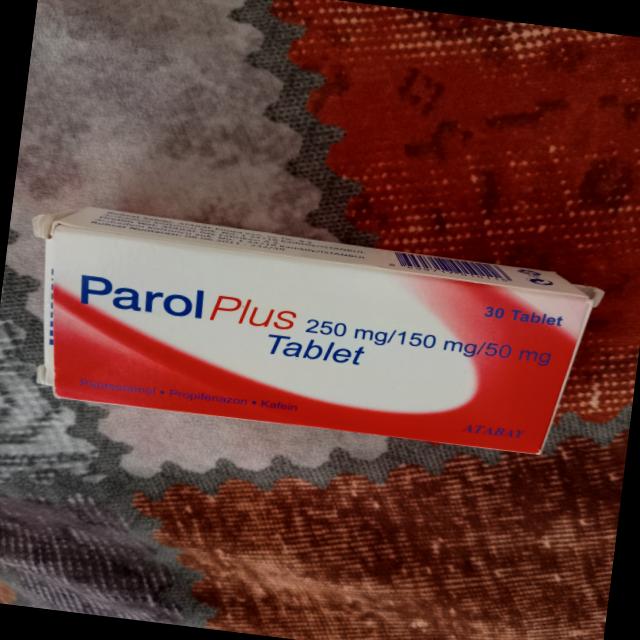 30 Tablet
Parol Plus 250 mg/150 mg/50 mg
Tablet
Parasetamol • Propifenazon • Kafein
ATABAY